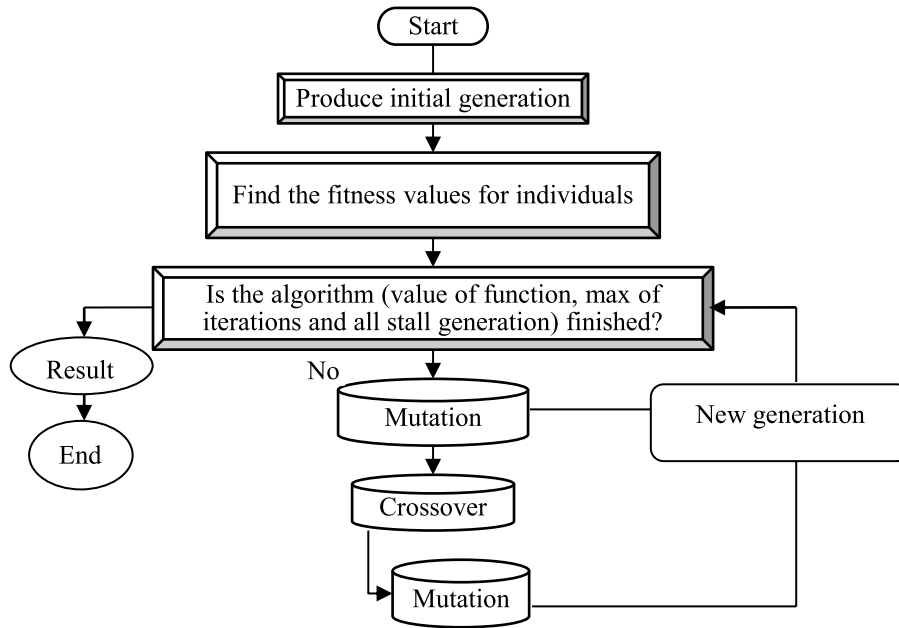 Start
Produce initial generation
Find the fitness values for individuals
Is the algorithm (value of function, max of
iterations and all stall generation) finished?
Result
No
Mutation
New generation
End
Crossover
Mutation